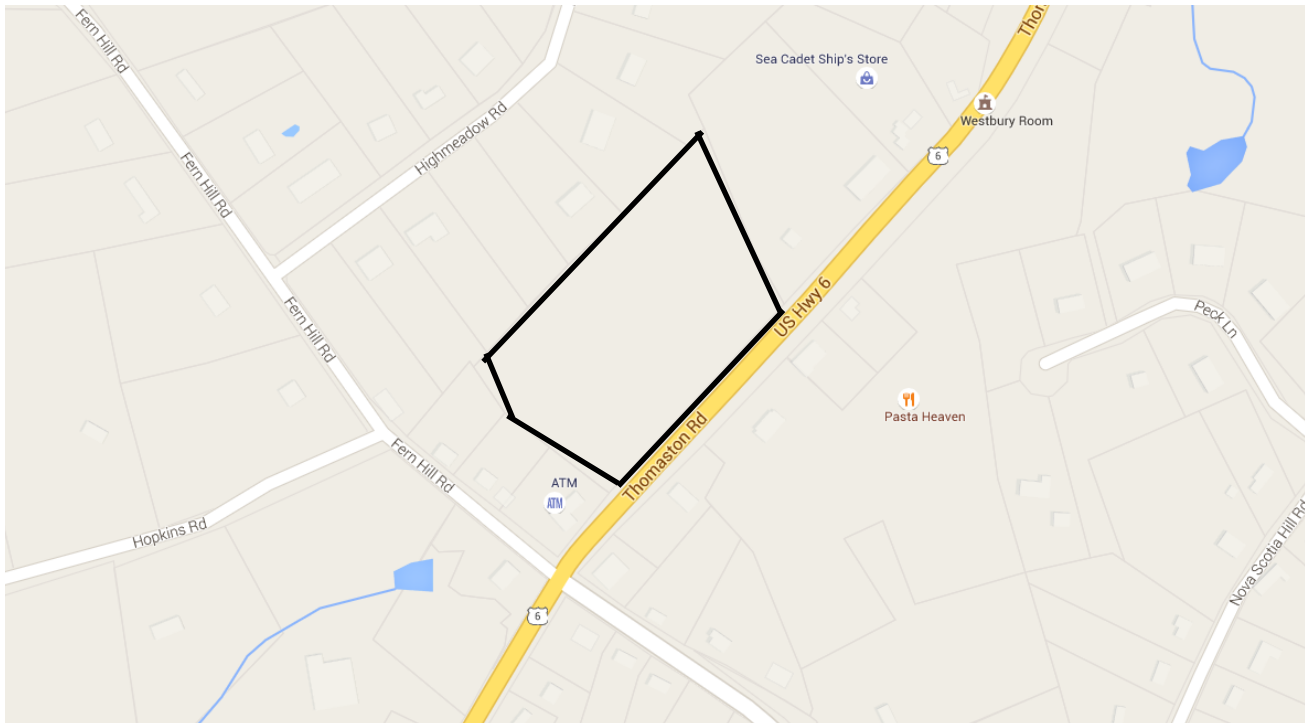 Fern Hill Rd
Thom
Sea Cadet Ship's Store
Highmeadow Rd
Westbury Room
6
Fern Hill Rd
Fern Hill Rd
US Hwy 6
Peck Ln
Pasta Heaven
Thomaston Rd
Fern Hill Rd
ATM
ATM
Hopkins Rd
Nova Scotia Hill Rd
6